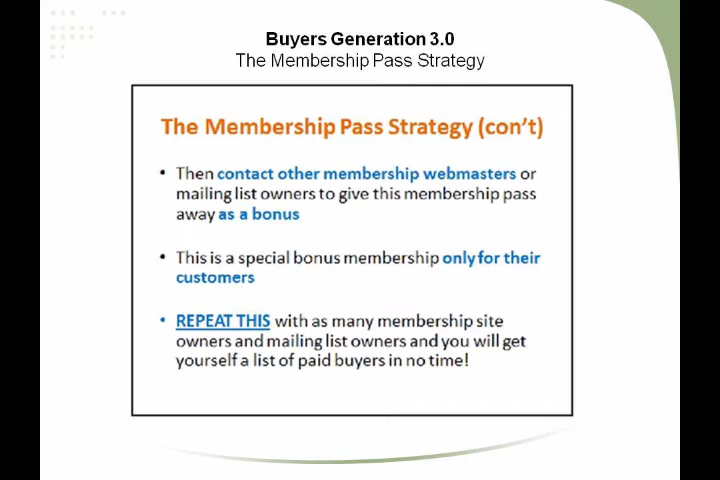 Buyers Generation 3.0
The Membership Pass Strategy
The Membership Pass Strategy (con't)
• Then contact other membership webmasters or
mailing list owners to give this membership pass
away as a bonus
• This is a special bonus membership only for their
customers
• REPEAT THIS with as many membership site
owners and mailing list owners and you will get
yourself a list of paid buyers in no time!